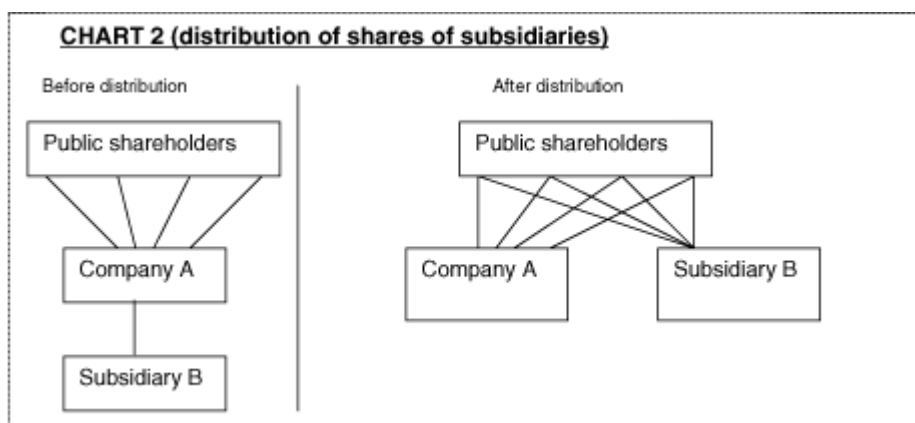 CHART 2 (distribution of shares of subsidiaries)
Before distribution
Public shareholders
Company A
Subsidiary B
After distribution
Public shareholders
Company A
Subsidiary B